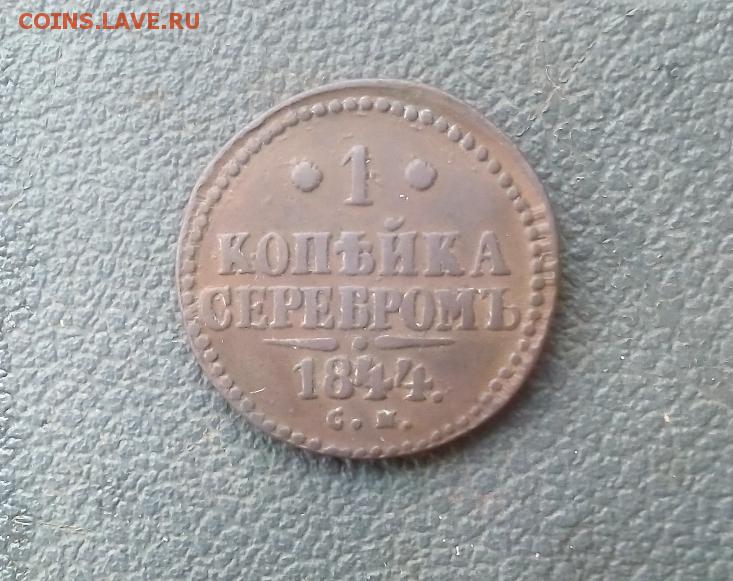 COINS.LAVE.RU
1
КОПѢЙКА
СЕРЕБРОМЪ
1844.
С. М.